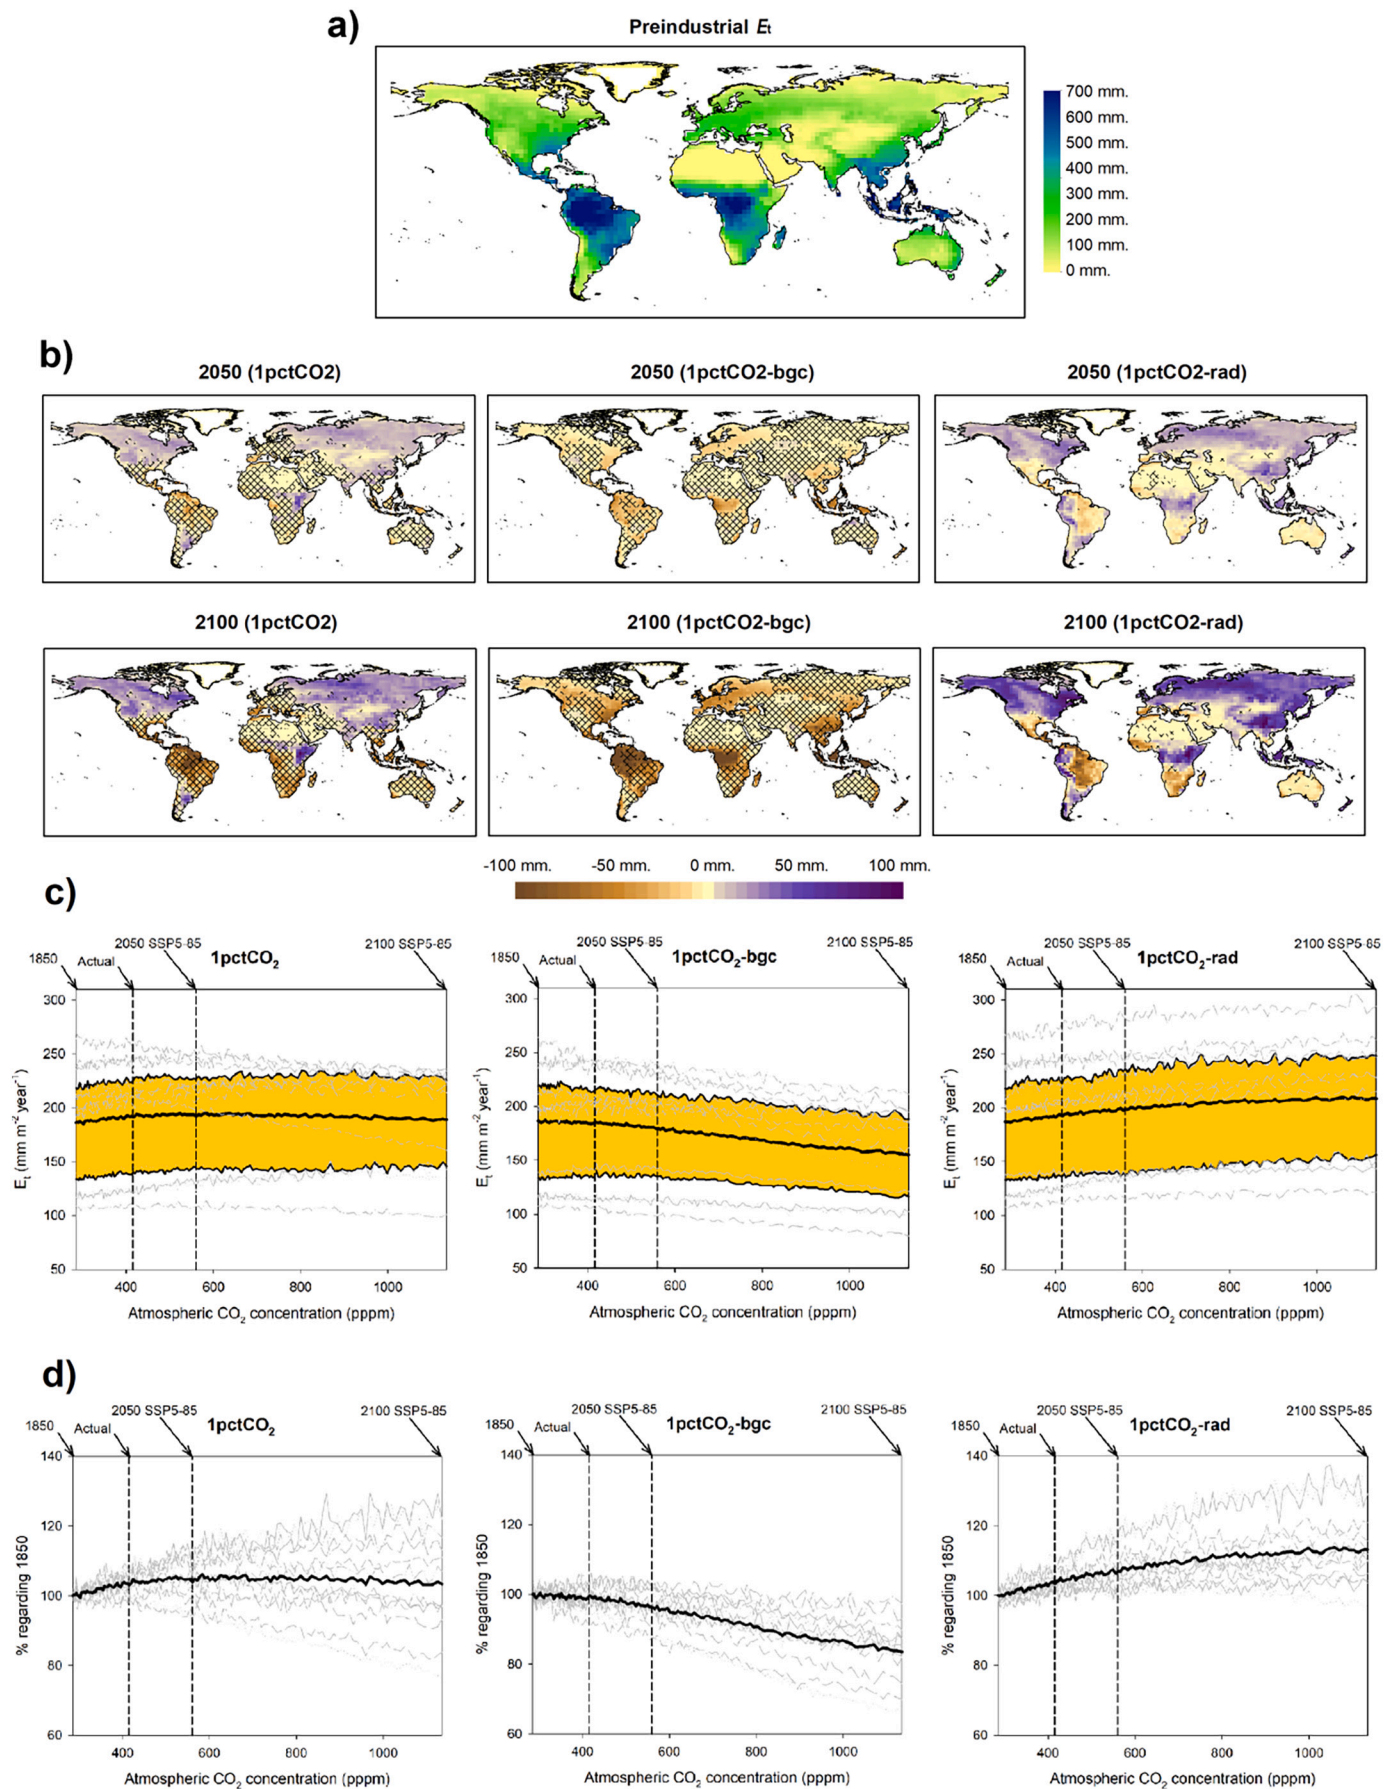 a)
Preindustrial Et
700 mm.
600 mm.
500 mm.
400 mm.
300 mm.
200 mm.
100 mm.
0 mm.
b)
2050 (1pctCO2)
2050 (1pctCO2-bgc)
2050 (1pctCO2-rad)
2100 (1pctCO2)
2100 (1pctCO2-bgc)
2100 (1pctCO2-rad)
-100 mm. -50 mm. 0 mm. 50 mm. 100 mm.
c)
1850
Actual
2050 SSP5-85
1pctCO₂
2100 SSP5-85
300
250
200
150
100
50
Eₜ (mm m⁻² year⁻¹)
400 600 800 1000
Atmospheric CO₂ concentration (pppm)
1850
Actual
2050 SSP5-85
1pctCO₂-bgc
2100 SSP5-85
300
250
200
150
100
50
Eₜ (mm m⁻² year⁻¹)
400 600 800 1000
Atmospheric CO₂ concentration (pppm)
1850
Actual
2050 SSP5-85
1pctCO₂-rad
2100 SSP5-85
300
250
200
150
100
50
Eₜ (mm m⁻² year⁻¹)
400 600 800 1000
Atmospheric CO₂ concentration (pppm)
d)
1850
Actual
2050 SSP5-85
1pctCO₂
2100 SSP5-85
140
120
100
80
60
% regarding 1850
400 600 800 1000
Atmospheric CO₂ concentration (pppm)
1850
Actual
2050 SSP5-85
1pctCO₂-bgc
2100 SSP5-85
140
120
100
80
60
% regarding 1850
400 600 800 1000
Atmospheric CO₂ concentration (pppm)
1850
Actual
2050 SSP5-85
1pctCO₂-rad
2100 SSP5-85
140
120
100
80
60
% regarding 1850
400 600 800 1000
Atmospheric CO₂ concentration (pppm)